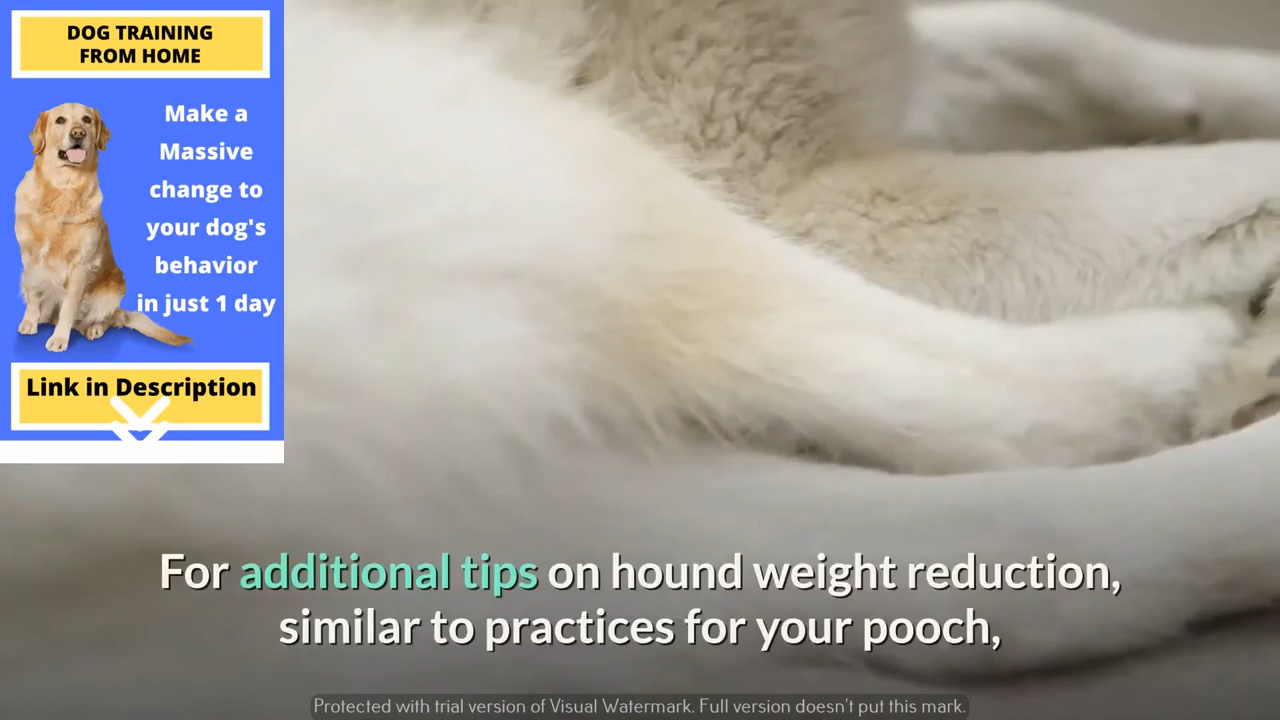 DOG TRAINING
FROM HOME
Make a
Massive
change to
your dog's
behavior
in just 1 day
Link in Description
For additional tips on hound weight reduction,
similar to practices for your pooch,
Protected with trial version of Visual Watermark. Full version doesn't put this mark.